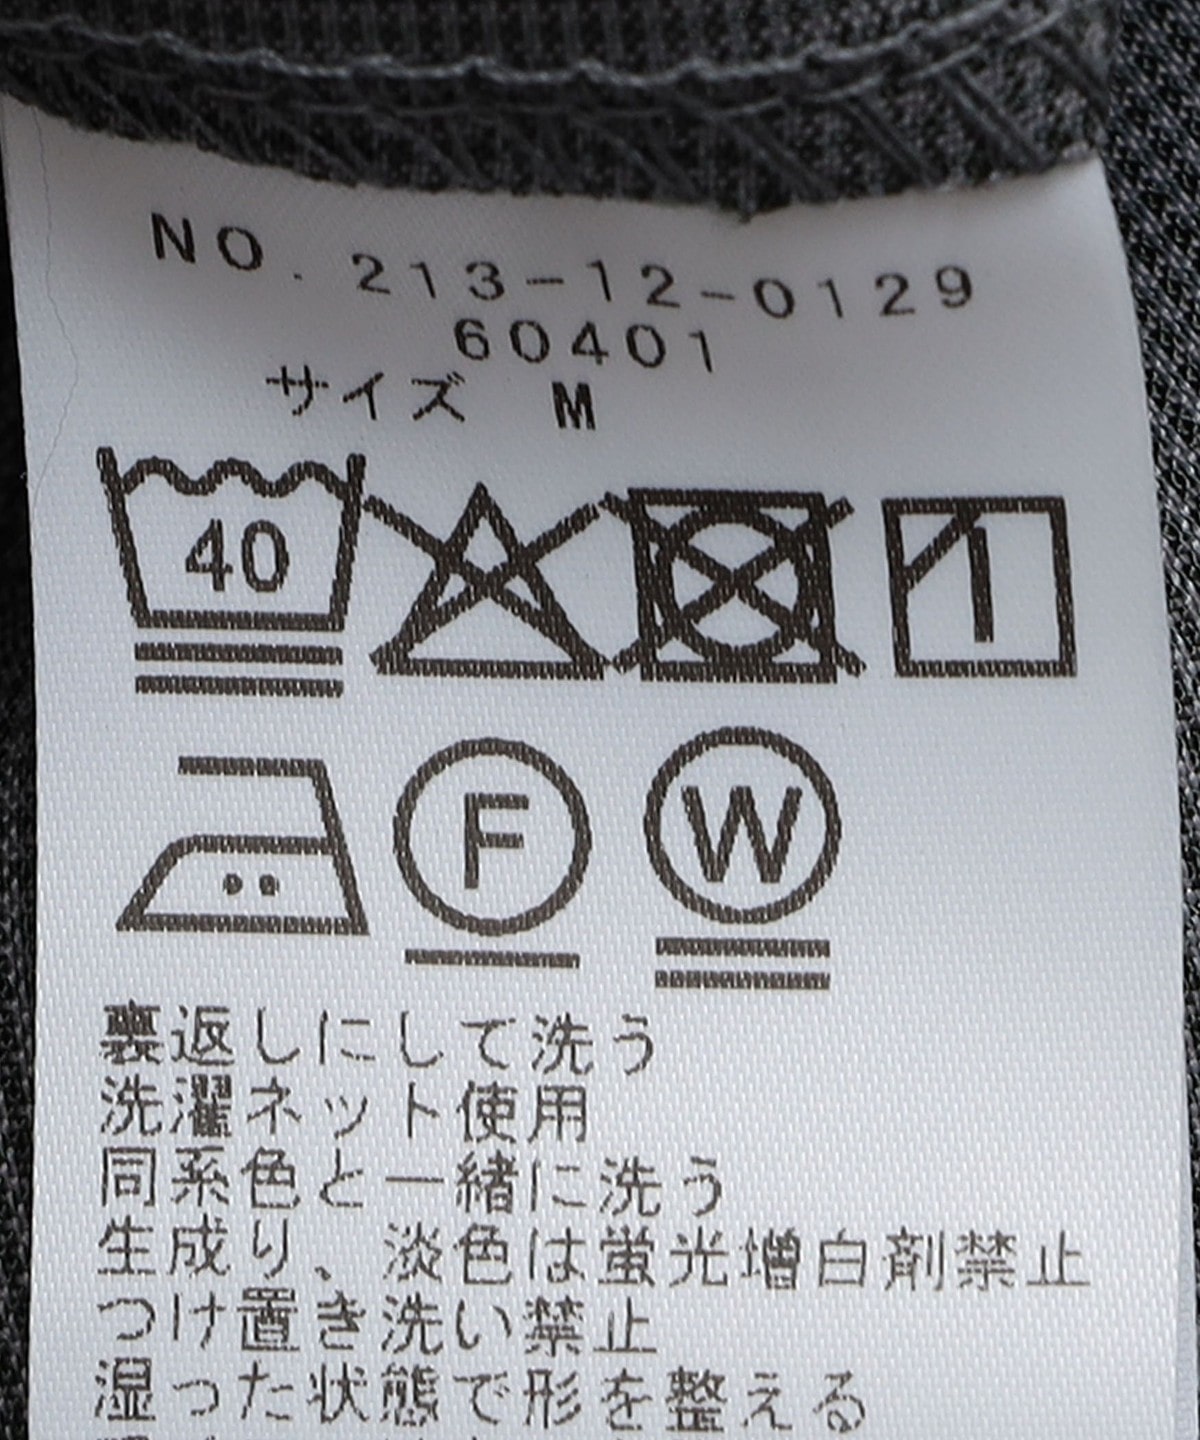 NO. 213-12-0129
60401
サイズ M
40
F
W
裏返しにして洗う
洗濯ネット使用
同系色と一緒に洗う
生成り、淡色は蛍光増白剤禁止
つけ置き洗い禁止
湿った状態で形を整える